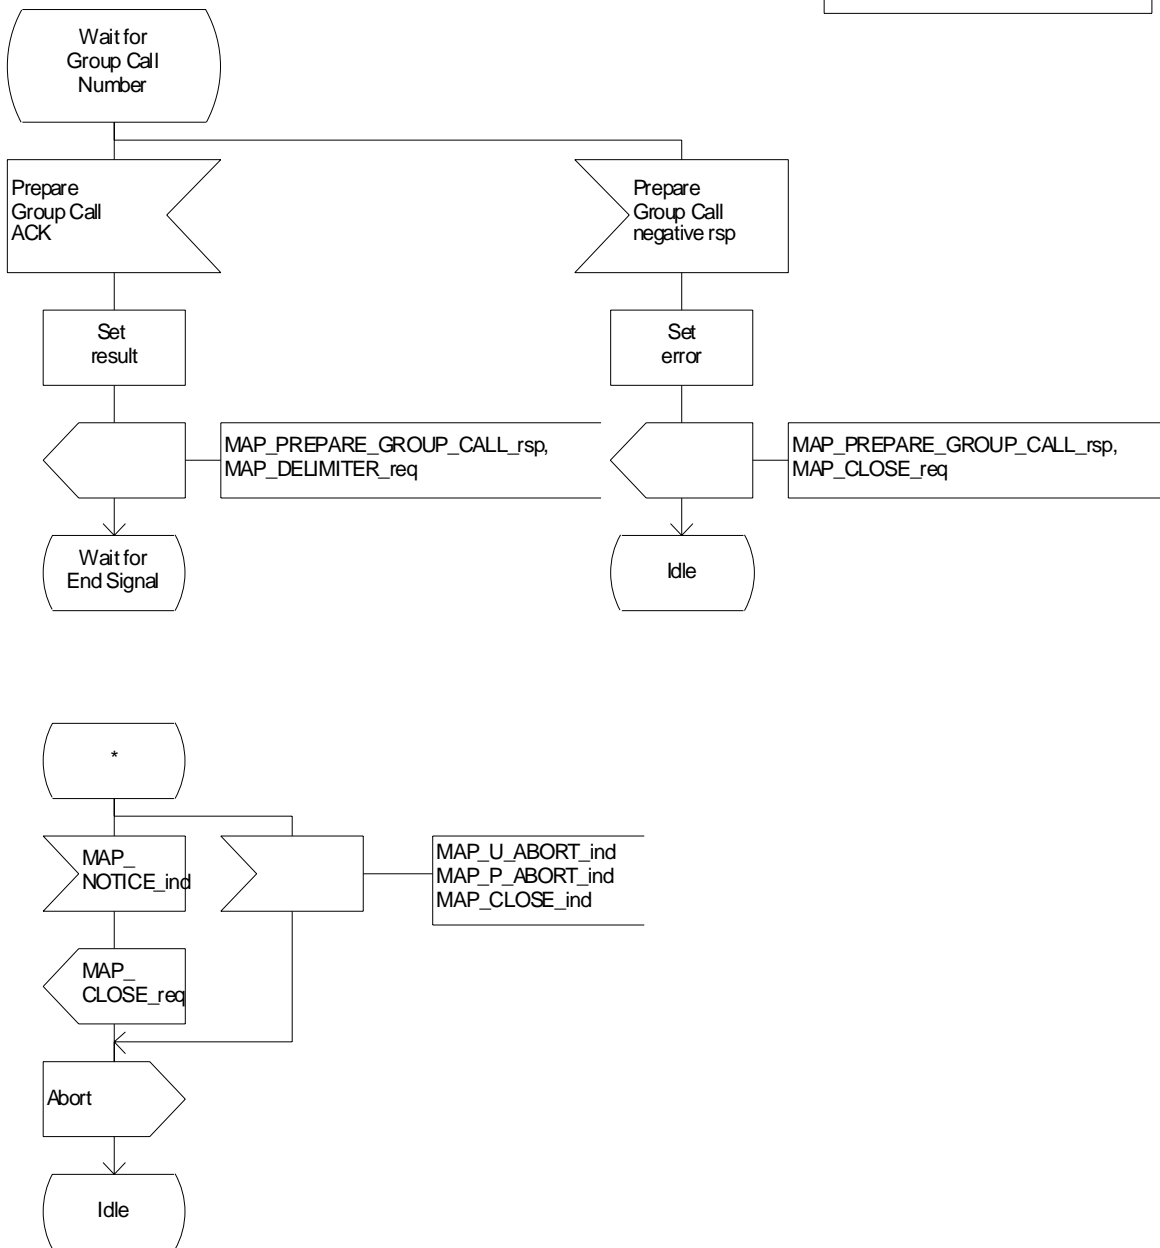 Wait for
Group Call
Number
Prepare
Group Call
ACK
Prepare
Group Call
negative rsp
Set
result
Set
error
MAP_PREPARE_GROUP_CALL_rsp,
MAP_DELIMITER_req
MAP_PREPARE_GROUP_CALL_rsp,
MAP_CLOSE_req
Wait for
End Signal
Idle
*
MAP_
NOTICE_ind
MAP_U_ABORT_ind
MAP_P_ABORT_ind
MAP_CLOSE_ind
MAP_
CLOSE_req
Abort
Idle